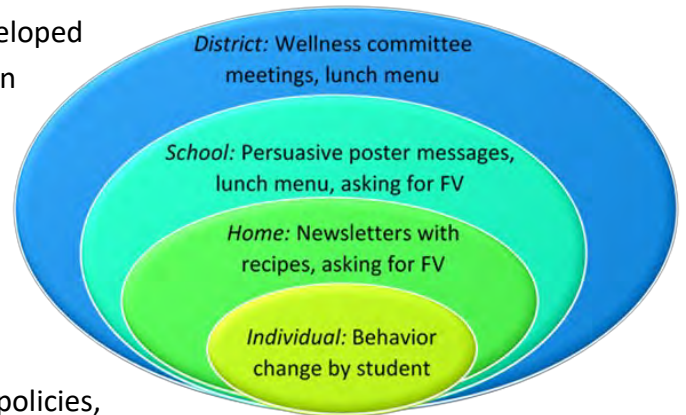 eloped
n
District: Wellness committee
meetings, lunch menu
School: Persuasive poster messages,
lunch menu, asking for FV
Home: Newsletters with
recipes, asking for FV
Individual: Behavior
change by student
policies,